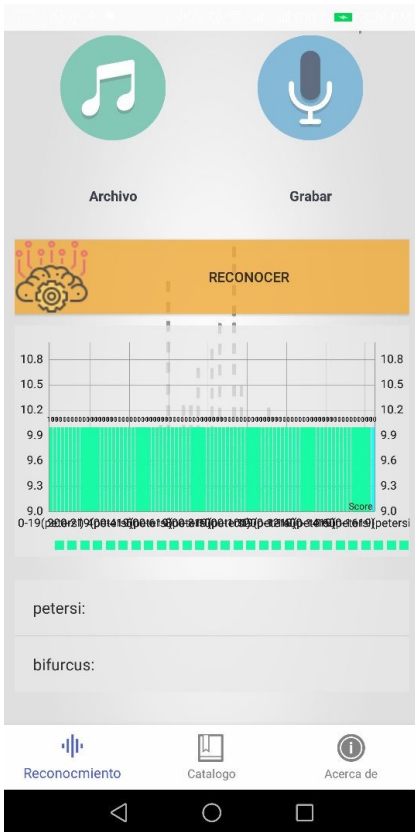 Archivo Grabar
RECONOCER
10.8 10.8
10.5 10.5
10.2 10.2
9.9 9.9
9.6 9.6
9.3 9.3
9.0 Score 9.0
petersi:
bifurcus:
Reconocmiento Catalogo Acerca de